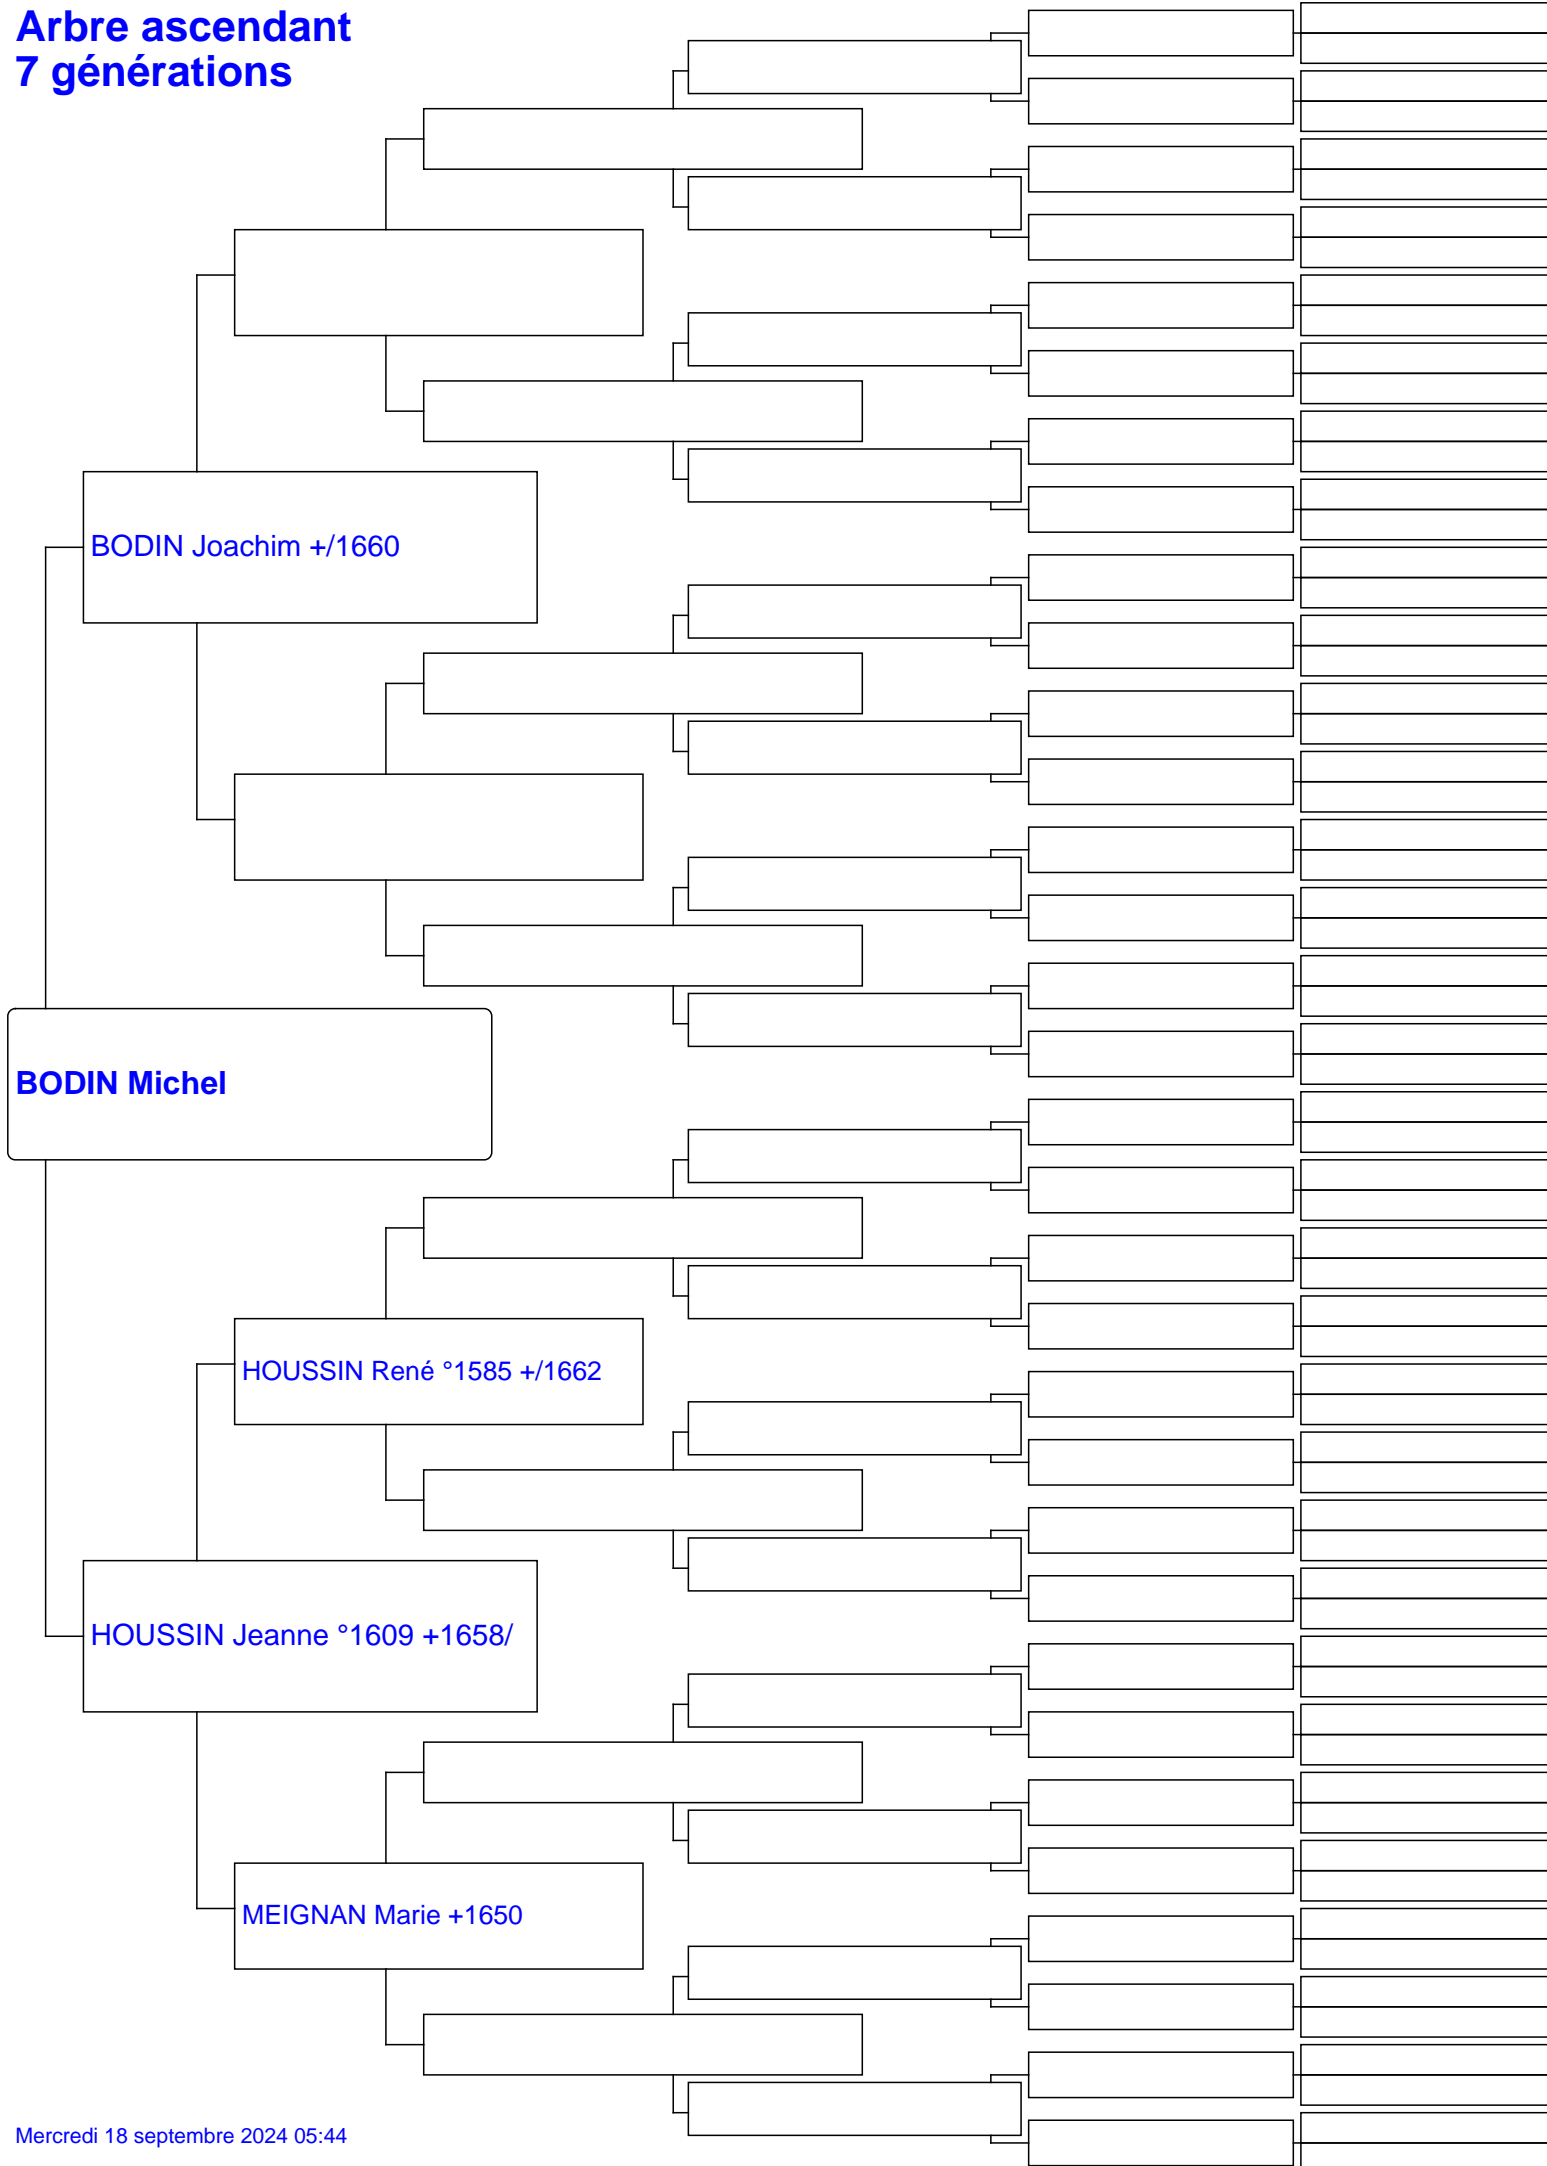 Arbre ascendant
7 générations
BODIN Joachim +/1660
BODIN Michel
HOUSSIN René °1585 +/1662
HOUSSIN Jeanne °1609 +1658/
MEIGNAN Marie +1650
Mercredi 18 septembre 2024 05:44